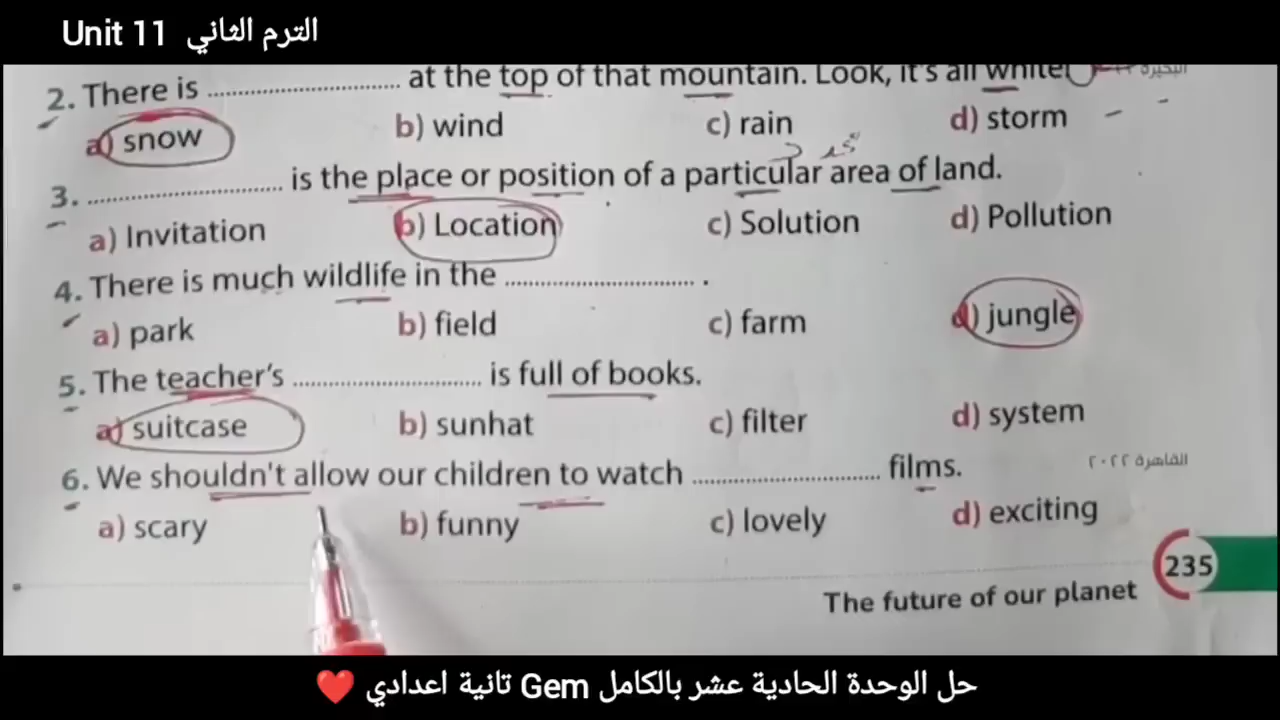 Unit 11 الترم الثاني
2. There is .............................. at the top of that mountain. Look, it's all white! البحيرة
a) snow b) wind c) rain d) storm
3. .............................. is the place or position of a particular area of land.
a) Invitation b) Location c) Solution d) Pollution
4. There is much wildlife in the .............................. .
a) park b) field c) farm d) jungle
5. The teacher's .............................. is full of books.
a) suitcase b) sunhat c) filter d) system
6. We shouldn't allow our children to watch .............................. films. القاهرة ٢٠٢٢
a) scary b) funny c) lovely d) exciting
235
The future of our planet
حل الوحدة الحادية عشر بالكامل Gem تانية اعدادي ❤️